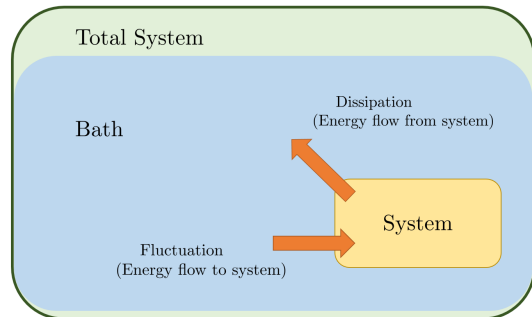 Total System
Dissipation
(Energy flow from system)
Bath
System
Fluctuation
(Energy flow to system)